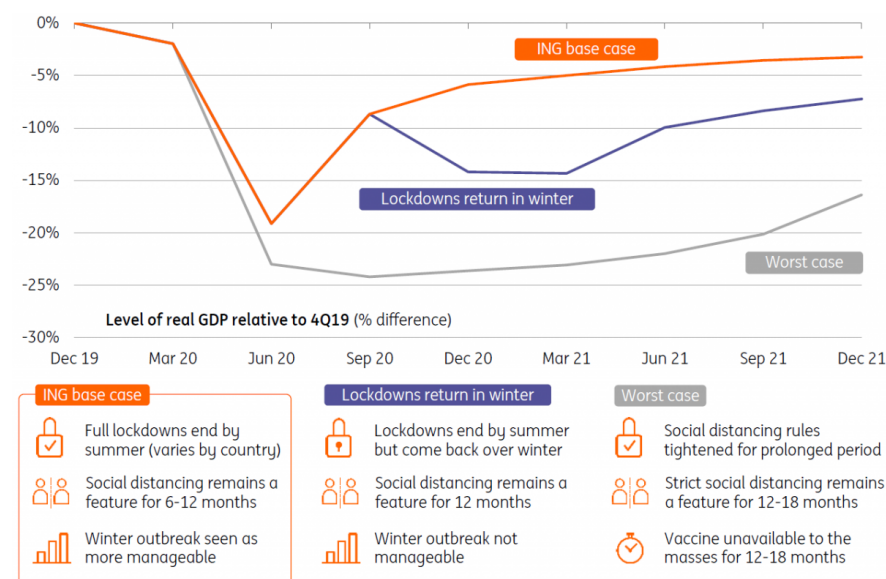 0%
ING base case
-5%
-10%
-15%
Lockdowns return in winter
-20%
Worst case
-25%
Level of real GDP relative to 4Q19 (% difference)
-30%
Dec 19 Mar 20 Jun 20 Sep 20 Dec 20 Mar 21 Jun 21 Sep 21 Dec 21
ING base case
Full lockdowns end by
summer (varies by country)
Social distancing remains a
feature for 6-12 months
Winter outbreak seen as
more manageable
Lockdowns return in winter
Lockdowns end by summer
but come back over winter
Social distancing remains a
feature for 12 months
Winter outbreak not
manageable
Worst case
Social distancing rules
tightened for prolonged period
Strict social distancing remains
a feature for 12-18 months
Vaccine unavailable to the
masses for 12-18 months